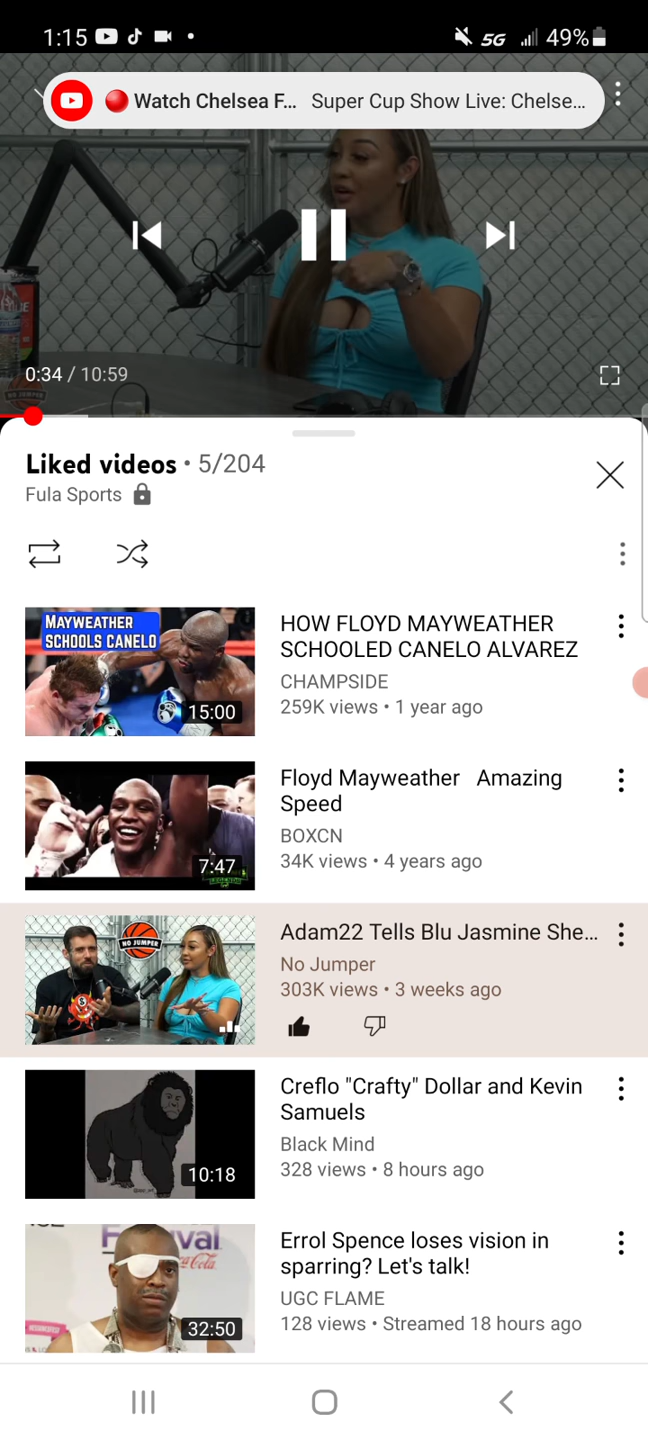 1:15
5G
49%
Watch Chelsea F... Super Cup Show Live: Chelse...
0:34 / 10:59
Liked videos • 5/204
Fula Sports
MAYWEATHER
SCHOOLS CANELO
15:00
HOW FLOYD MAYWEATHER
SCHOOLED CANELO ALVAREZ
CHAMPSIDE
259K views • 1 year ago
7:47
Floyd Mayweather   Amazing
Speed
BOXCN
34K views • 4 years ago
NO JUMPER
Adam22 Tells Blu Jasmine She...
No Jumper
303K views • 3 weeks ago
10:18
Creflo "Crafty" Dollar and Kevin
Samuels
Black Mind
328 views • 8 hours ago
Coca-Cola
32:50
Errol Spence loses vision in
sparring? Let's talk!
UGC FLAME
128 views • Streamed 18 hours ago